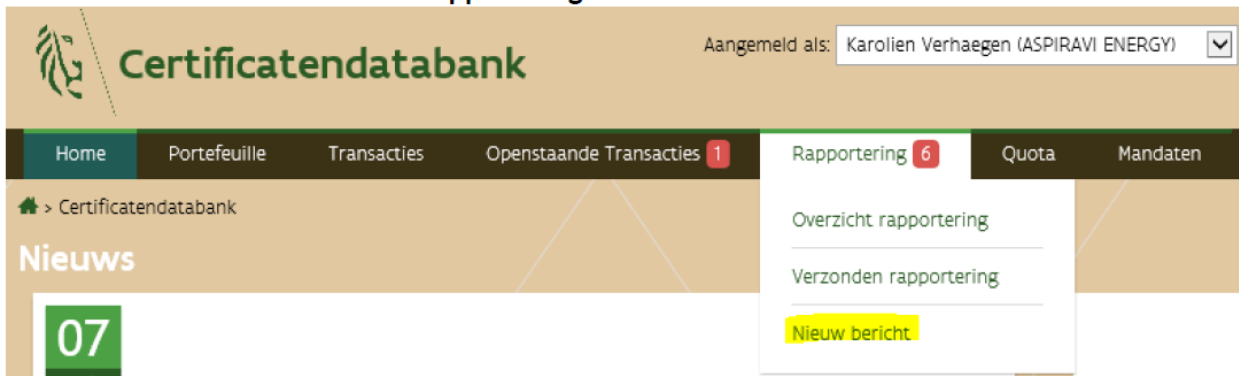 Certificatendatabank
Aangemeld als: Karolien Verhaegen (ASPIRAVI ENERGY)
Home Portefeuille Transacties Openstaande Transacties 1 Rapportering 6 Quota Mandaten
> Certificatendatabank
Overzicht rapportering
Nieuws
Verzonden rapportering
07
Nieuw bericht